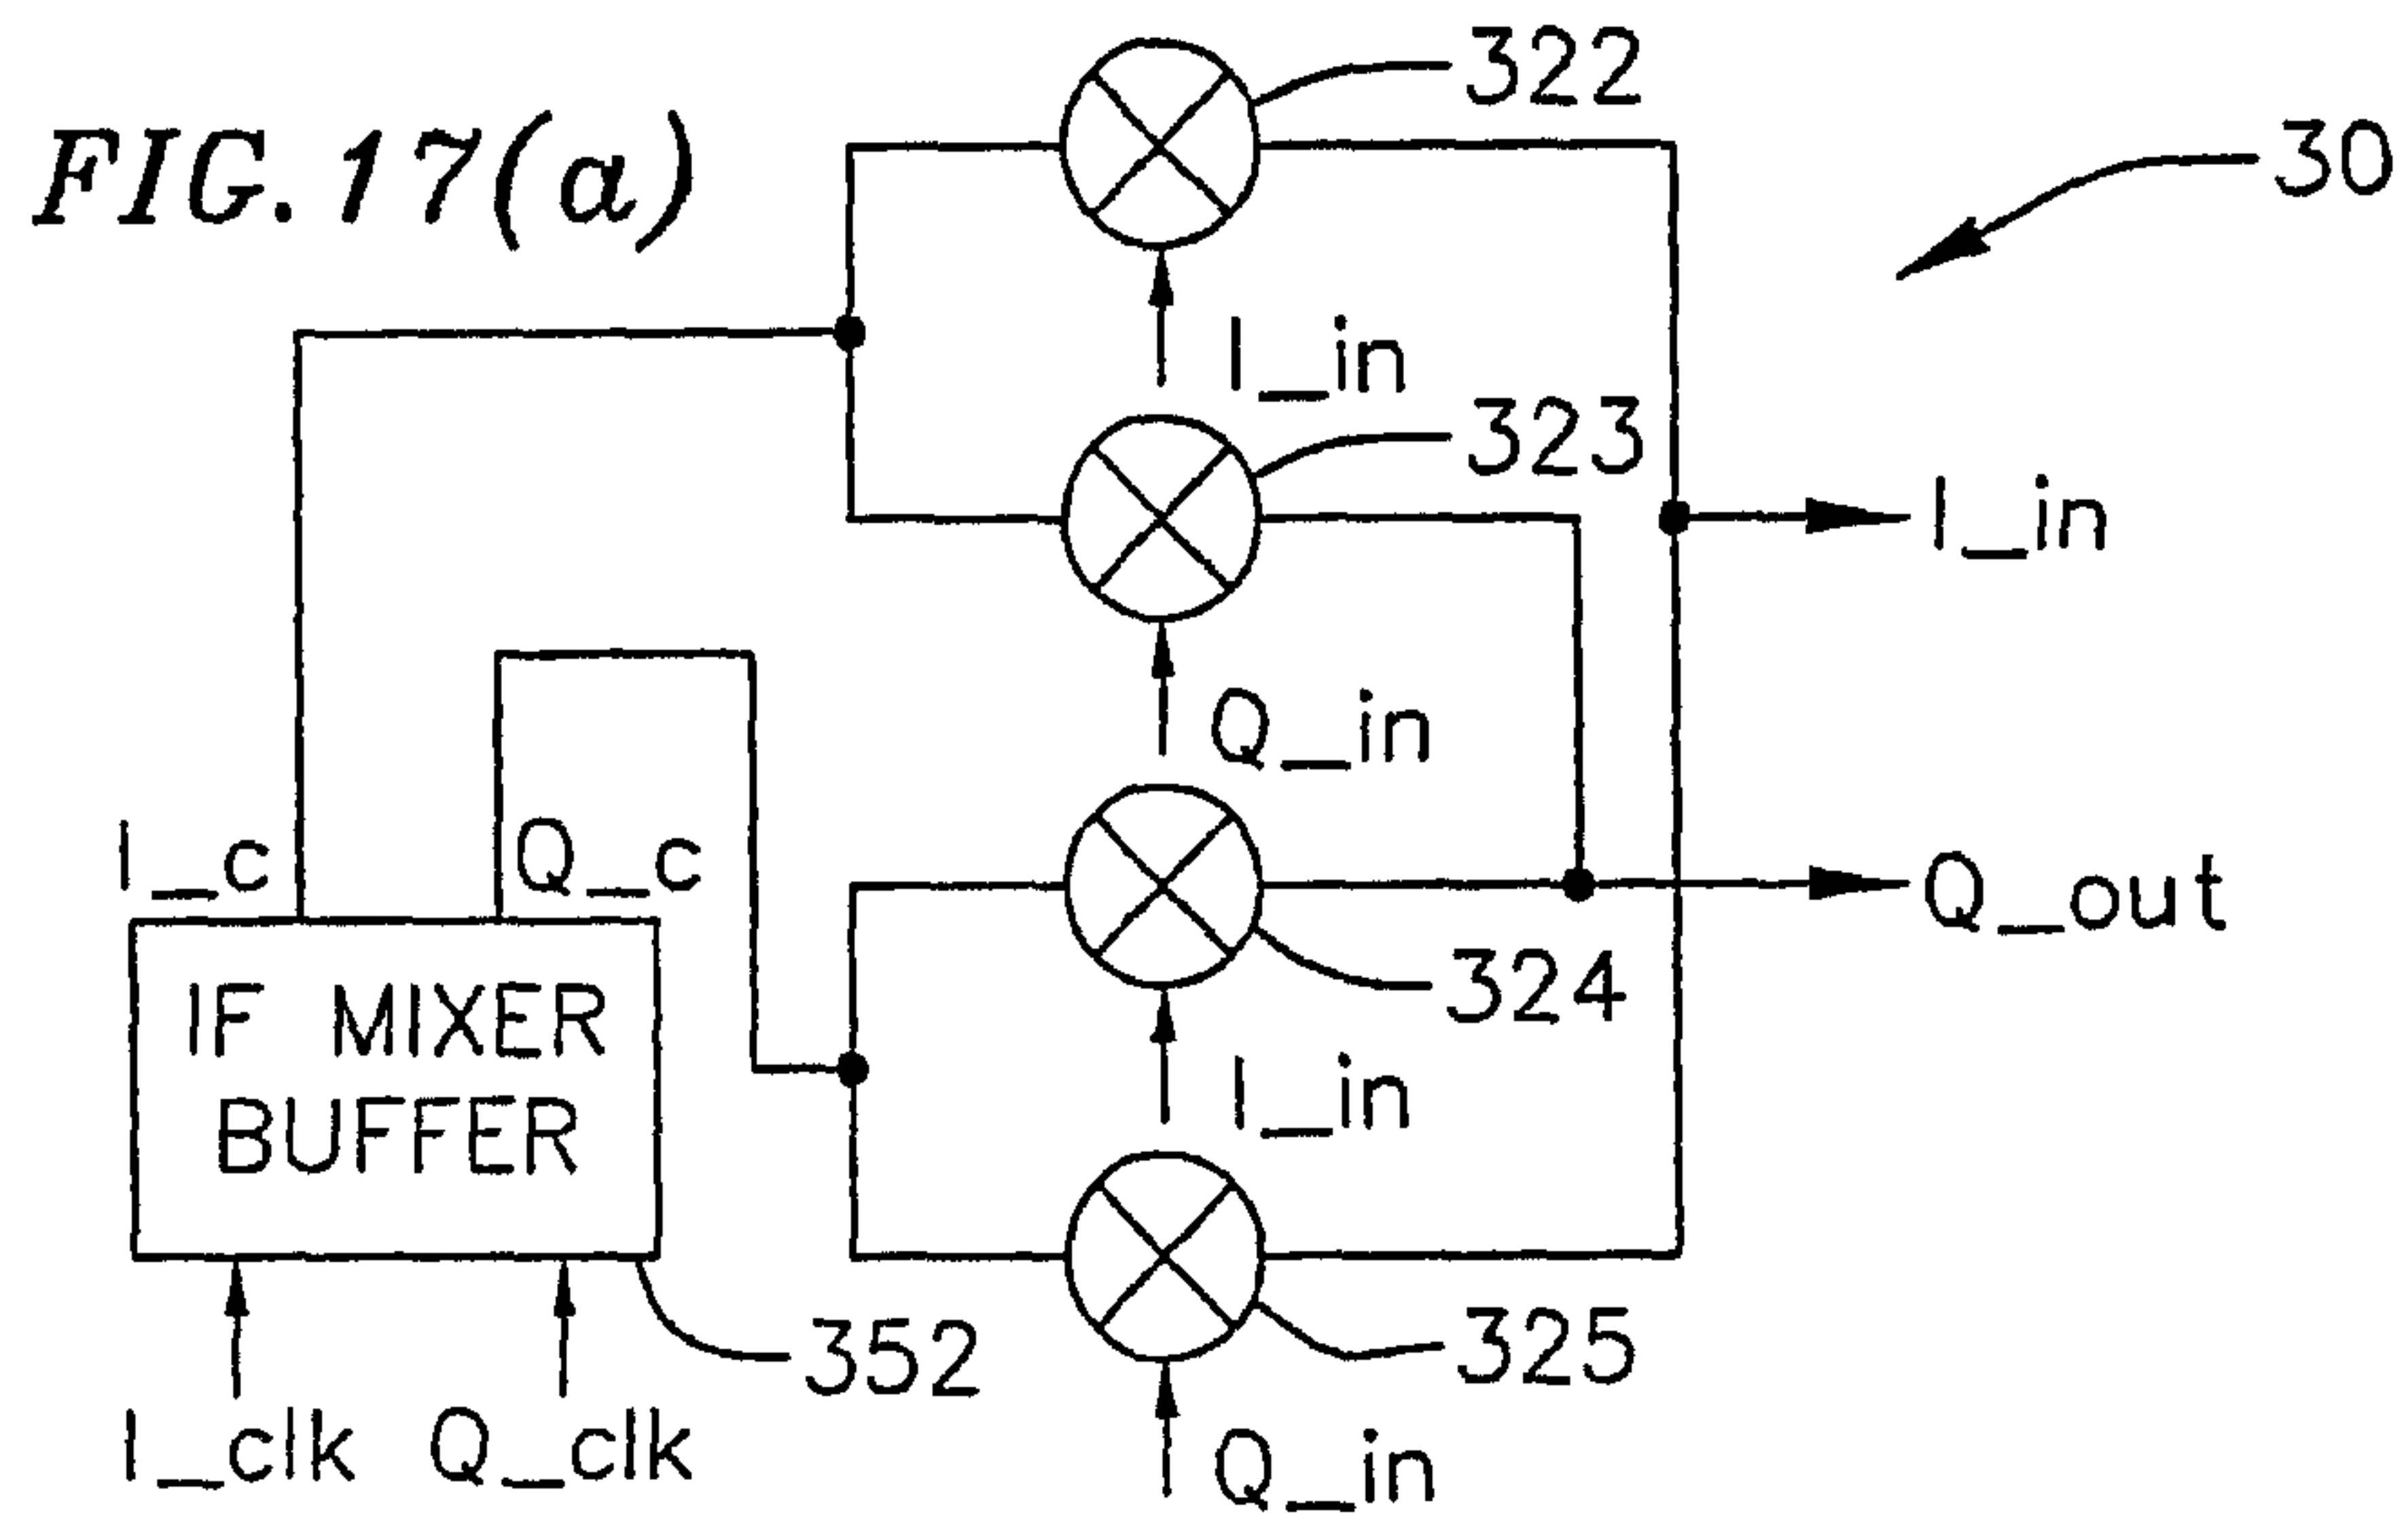 FIG. 17(a)
322
30
I_in
323
I_in
Q_in
I_c
Q_c
Q_out
IF MIXER
BUFFER
324
I_in
352
325
I_clk
Q_clk
Q_in